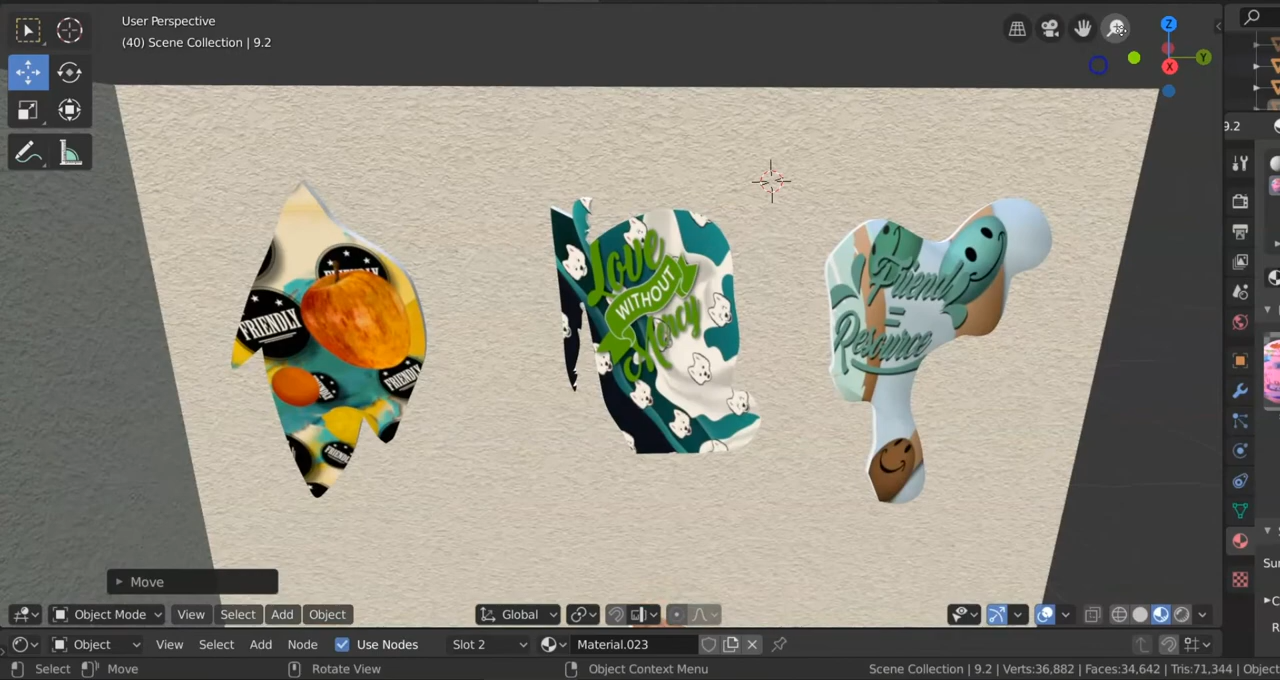 User Perspective
(40) Scene Collection | 9.2
Z
Y
X
9.2
FRIENDLY
FRIENDLY
FRIENDLY
FRIENDLY
Love
WITHOUT
Mercy
Friend
=
Resource
Move
Object Mode
View
Select
Add
Object
Global
Object
View
Select
Add
Node
Use Nodes
Slot 2
Material.023
Select
Move
Rotate View
Object Context Menu
Scene Collection | 9.2 | Verts:36,882 | Faces:34,642 | Tris:71,344 | Object